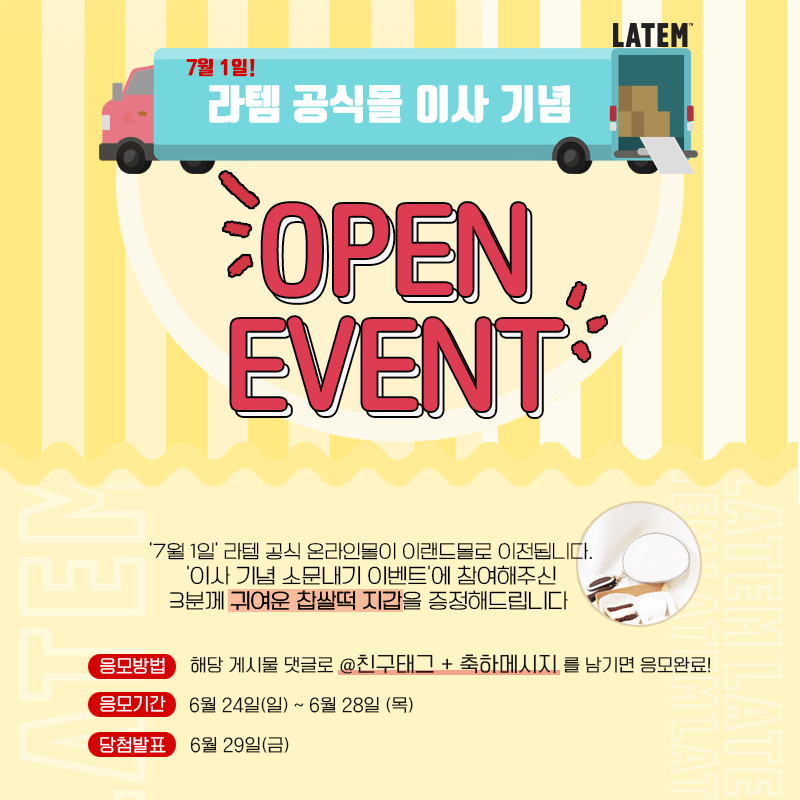 LATEM™
7월 1일!
라템 공식몰 이사 기념
OPEN
EVENT
'7월 1일' 라템 공식 온라인몰이 이랜드몰로 이전됩니다.
'이사 기념 소문내기 이벤트'에 참여해주신
3분께 귀여운 찹쌀떡 지갑을 증정해드립니다
응모방법 해당 게시물 댓글로 @친구태그 + 축하메시지 를 남기면 응모완료!
응모기간 6월 24일(일) ~ 6월 28일 (목)
당첨발표 6월 29일(금)
LATEM
LATEM
LATEMLATEM
LATEMLATE